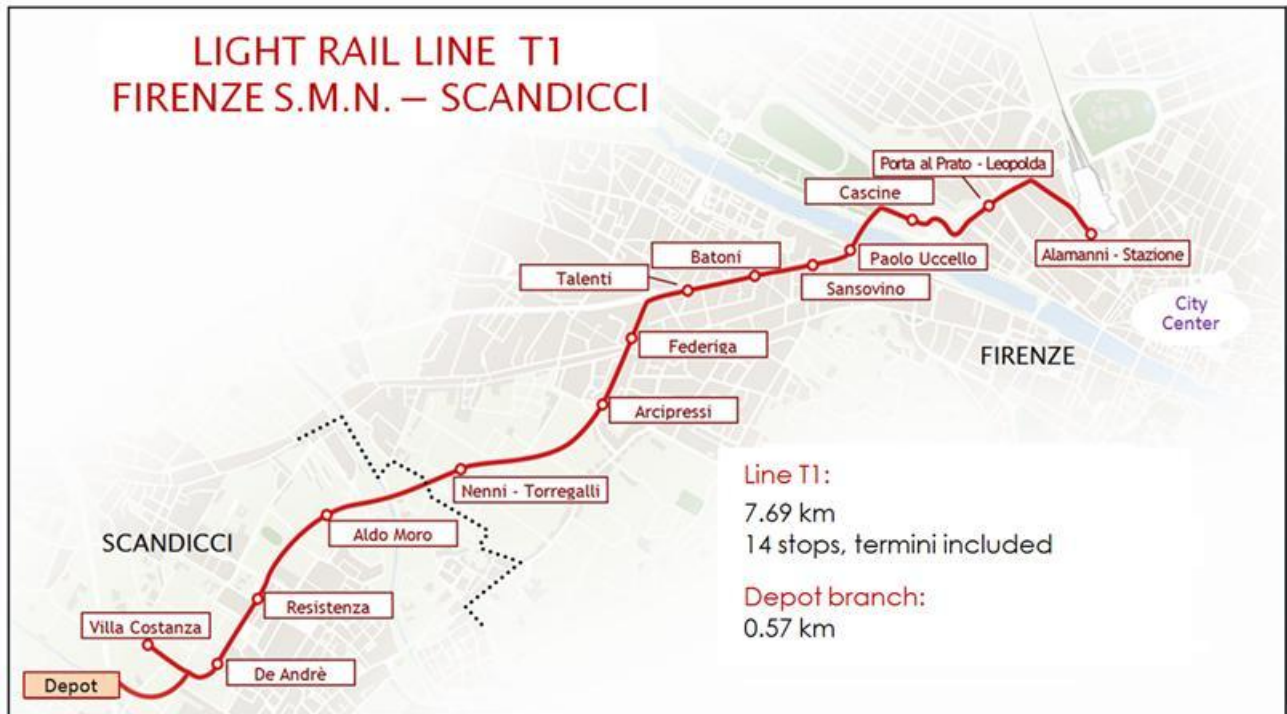 LIGHT RAIL LINE T1
FIRENZE S.M.N. – SCANDICCI
Porta al Prato - Leopolda
Cascine
Alamanni - Stazione
Paolo Uccello
Batoni
Sansovino
Talenti
City
Center
Federiga
FIRENZE
Arcipressi
Nenni - Torregalli
Aldo Moro
SCANDICCI
Resistenza
Villa Costanza
De Andrè
Depot
Line T1:
7.69 km
14 stops, termini included
Depot branch:
0.57 km